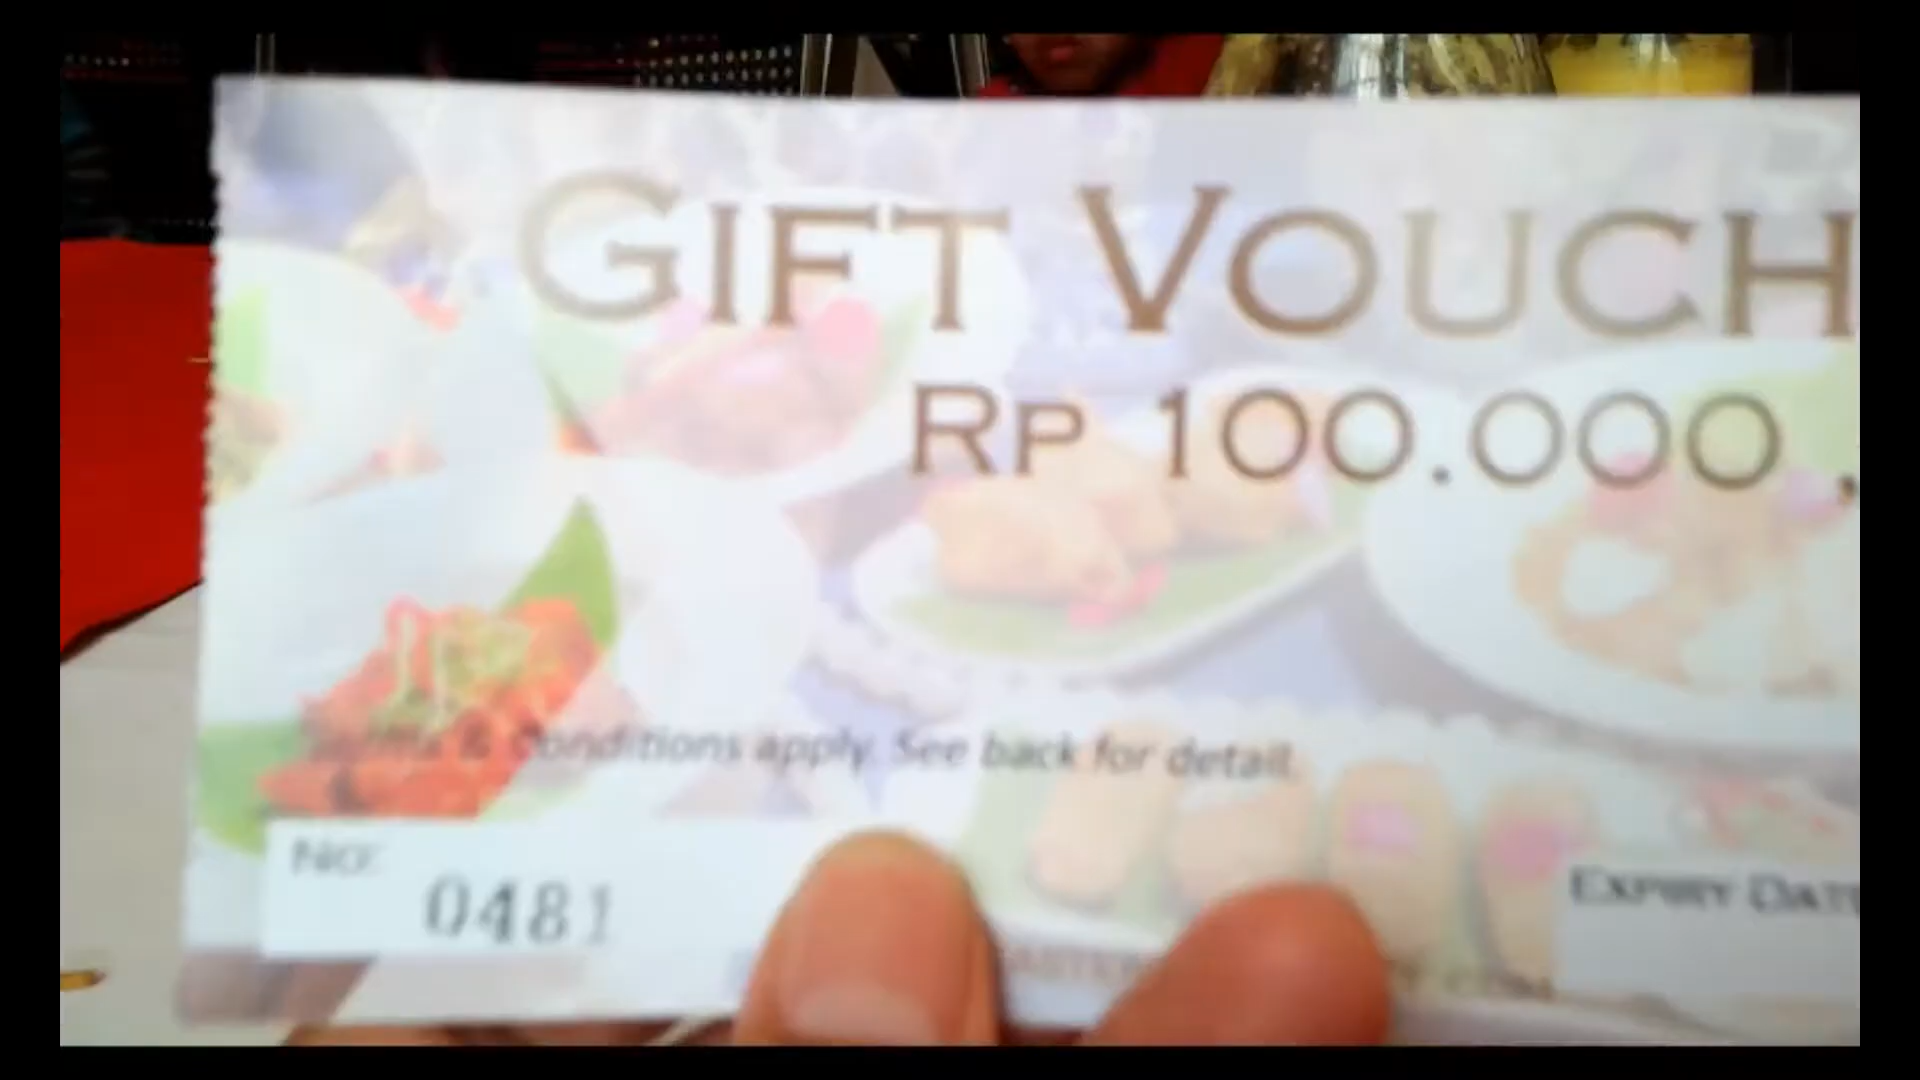 GIFT VOUCH
RP 100.000,
Terms & Conditions apply. See back for detail.
No:
0481
EXPIRY DATE